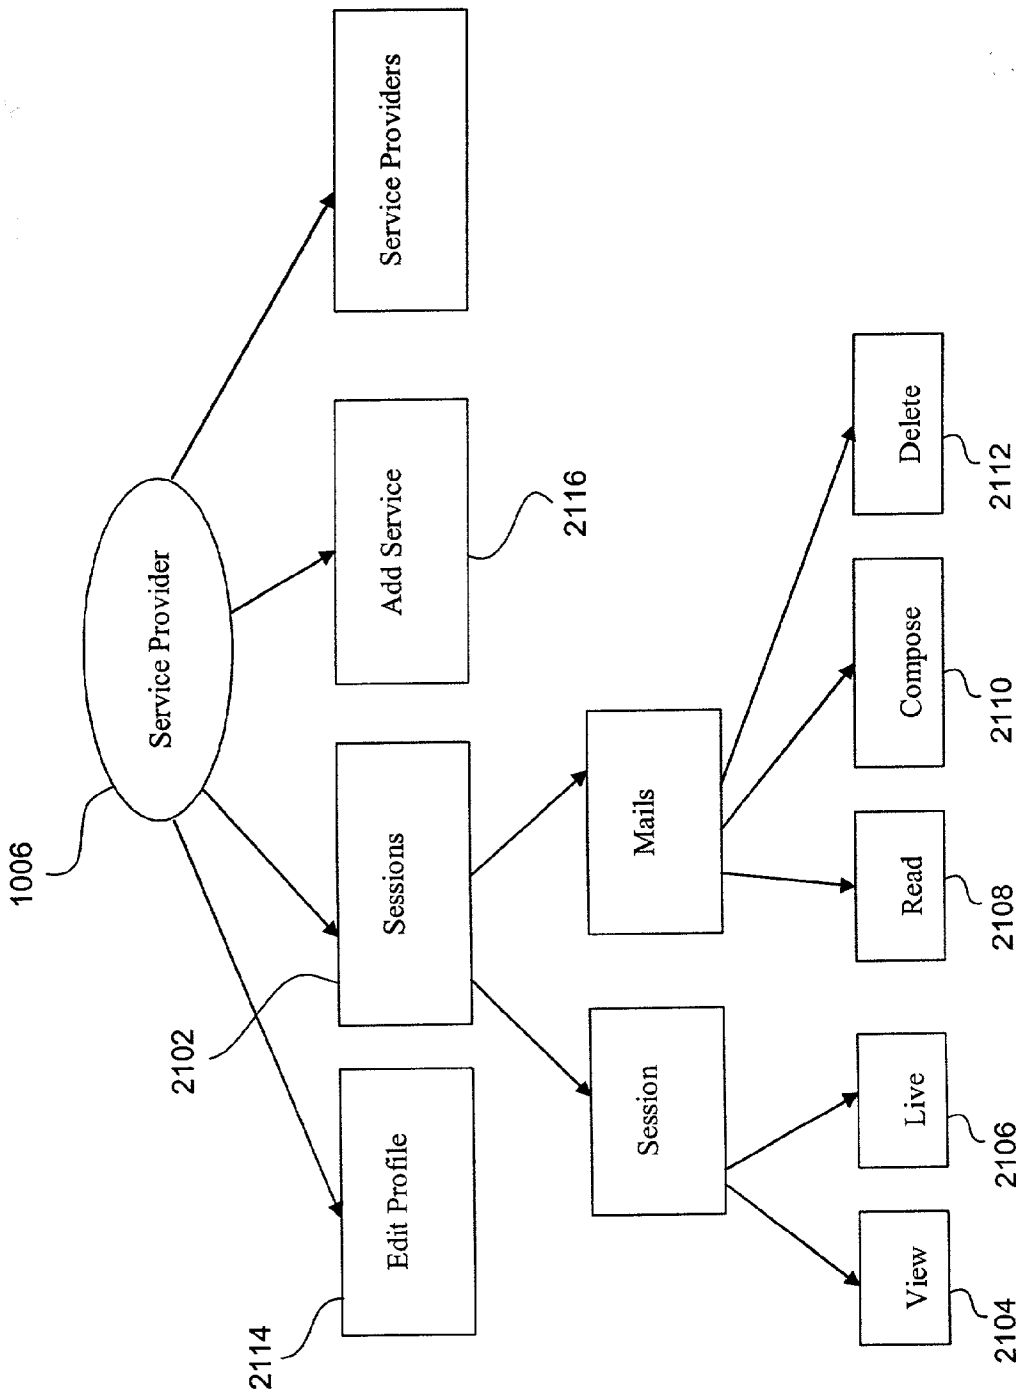 1006
Service Provider
2114
Edit Profile
2102
Sessions
Add Service
2116
Service Providers
Session
Mails
View
2104
Live
2106
Read
2108
Compose
2110
Delete
2112